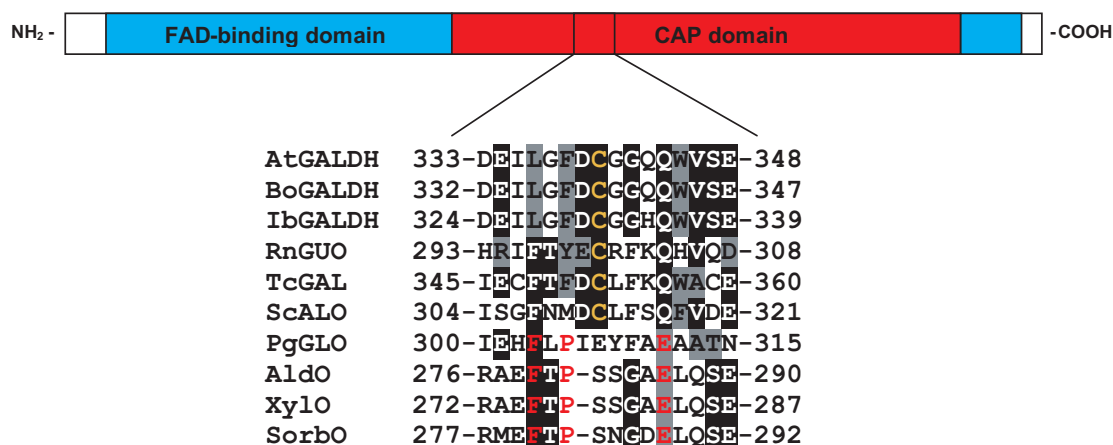 NH₂ - FAD-binding domain CAP domain -COOH
AtGALDH 333-DEILGFDCGGQQWVSE-348
BoGALDH 332-DEILGFDCGGQQWVSE-347
IbGALDH 324-DEILGFDCGGHQWVSE-339
RnGUO 293-HRIFTYECRFKQHVQD-308
TcGAL 345-IECFTFDCLFKQWACE-360
ScALO 304-ISGFNMDCLFSQFVDE-321
PgGLO 300-IEHFLPIEYFAEAATN-315
AldO 276-RAEFTP-SSGAELQSE-290
XylO 272-RAEFTP-SSGAELQSE-287
SorbO 277-RMEFTP-SNGDELQSE-292